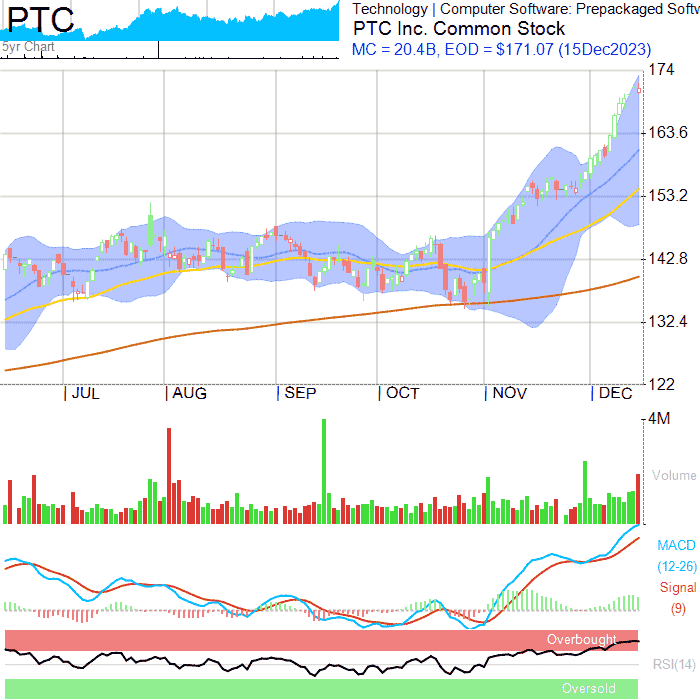 PTC
5yr Chart
Technology | Computer Software: Prepackaged Softw
PTC Inc. Common Stock
MC = 20.4B, EOD = $171.07 (15Dec2023)
174
163.6
153.2
142.8
132.4
122
JUL AUG SEP OCT NOV DEC
4M
Volume
MACD
(12-26)
Signal
(9)
Overbought
RSI(14)
Oversold